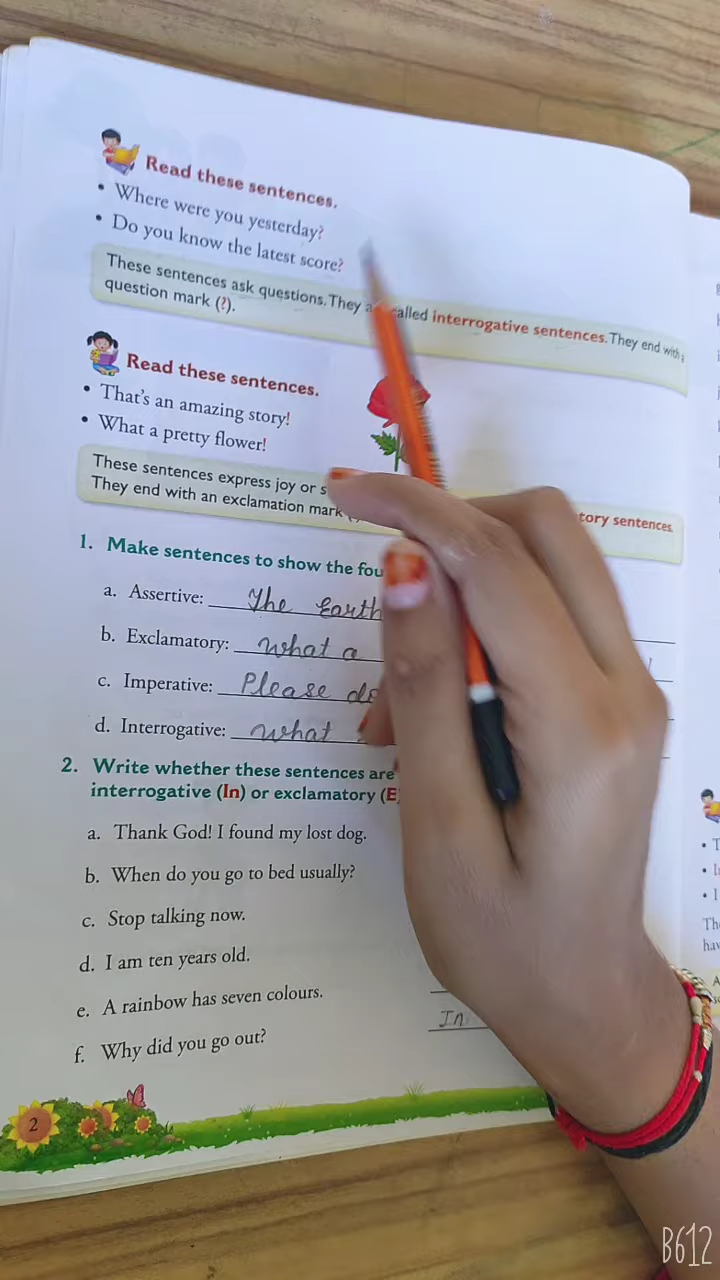 Read these sentences.
• Where were you yesterday?
• Do you know the latest score?
These sentences ask questions. They called interrogative sentences. They end with a
question mark (?).
Read these sentences.
• That's an amazing story!
• What a pretty flower!
These sentences express joy or tory sentences.
They end with an exclamation mark (
1. Make sentences to show the
a. Assertive: The Earth
b. Exclamatory: What a
c. Imperative: Please
d. Interrogative: what
2. Write whether these sentences are
interrogative (In) or exclamatory (E
a. Thank God! I found my lost dog.
b. When do you go to bed usually?
c. Stop talking now.
d. I am ten years old.
e. A rainbow has seven colours.
f. Why did you go out? In
2
B612